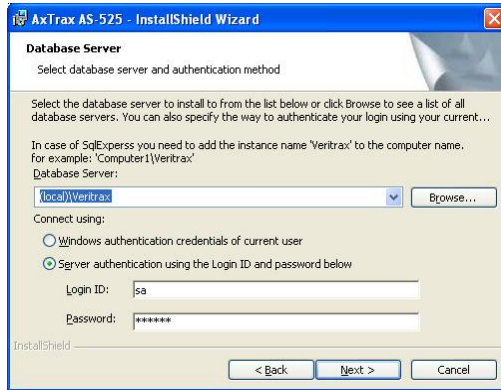 AxTrax AS-525 - InstallShield Wizard
Database Server
Select database server and authentication method
Select the database server to install to from the list below or click Browse to see a list of all
database servers. You can also specify the way to authenticate your login using your current...
In case of SqlExperss you need to add the instance name 'Veritrax' to the computer name.
for example: 'Computer1\Veritrax'
Database Server:
(local)\Veritrax
Browse...
Connect using:
Windows authentication credentials of current user
Server authentication using the Login ID and password below
Login ID:
sa
Password:
******
InstallShield
< Back
Next >
Cancel